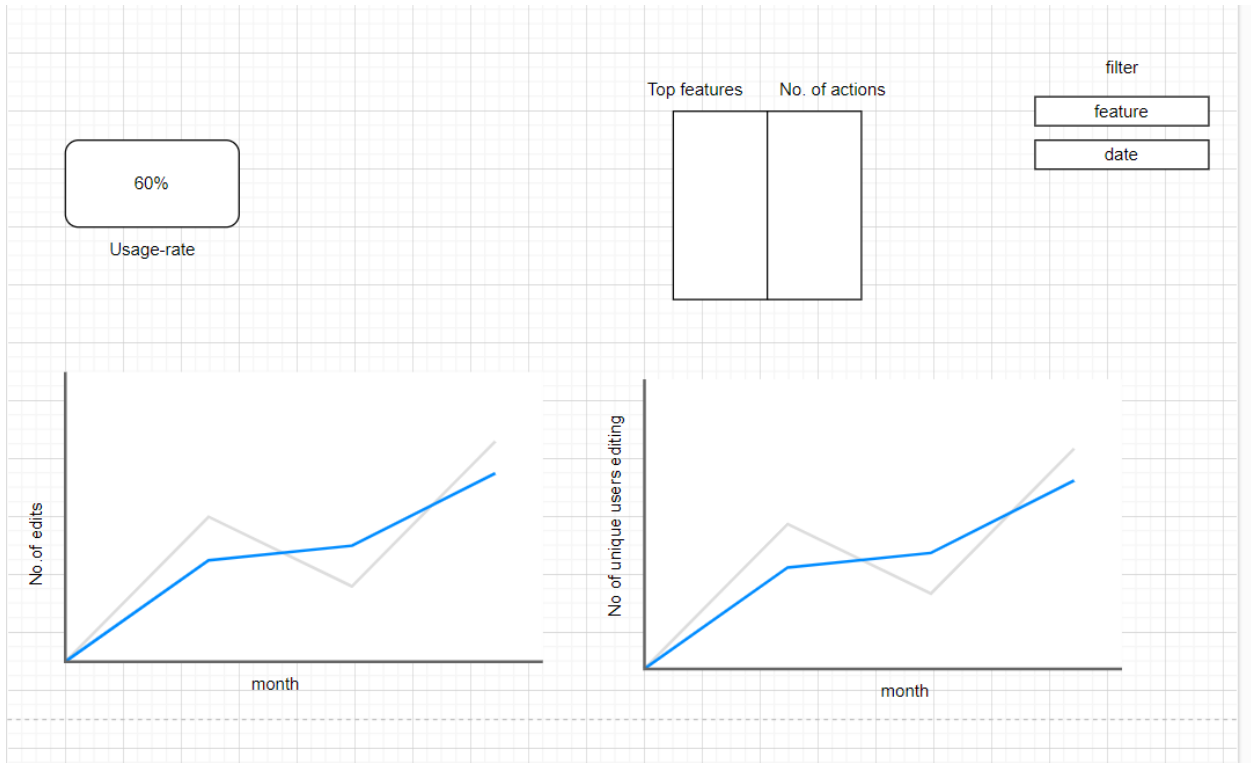 filter
Top features
No. of actions
feature
date
60%
Usage-rate
No.of edits
month
No of unique users editing
month